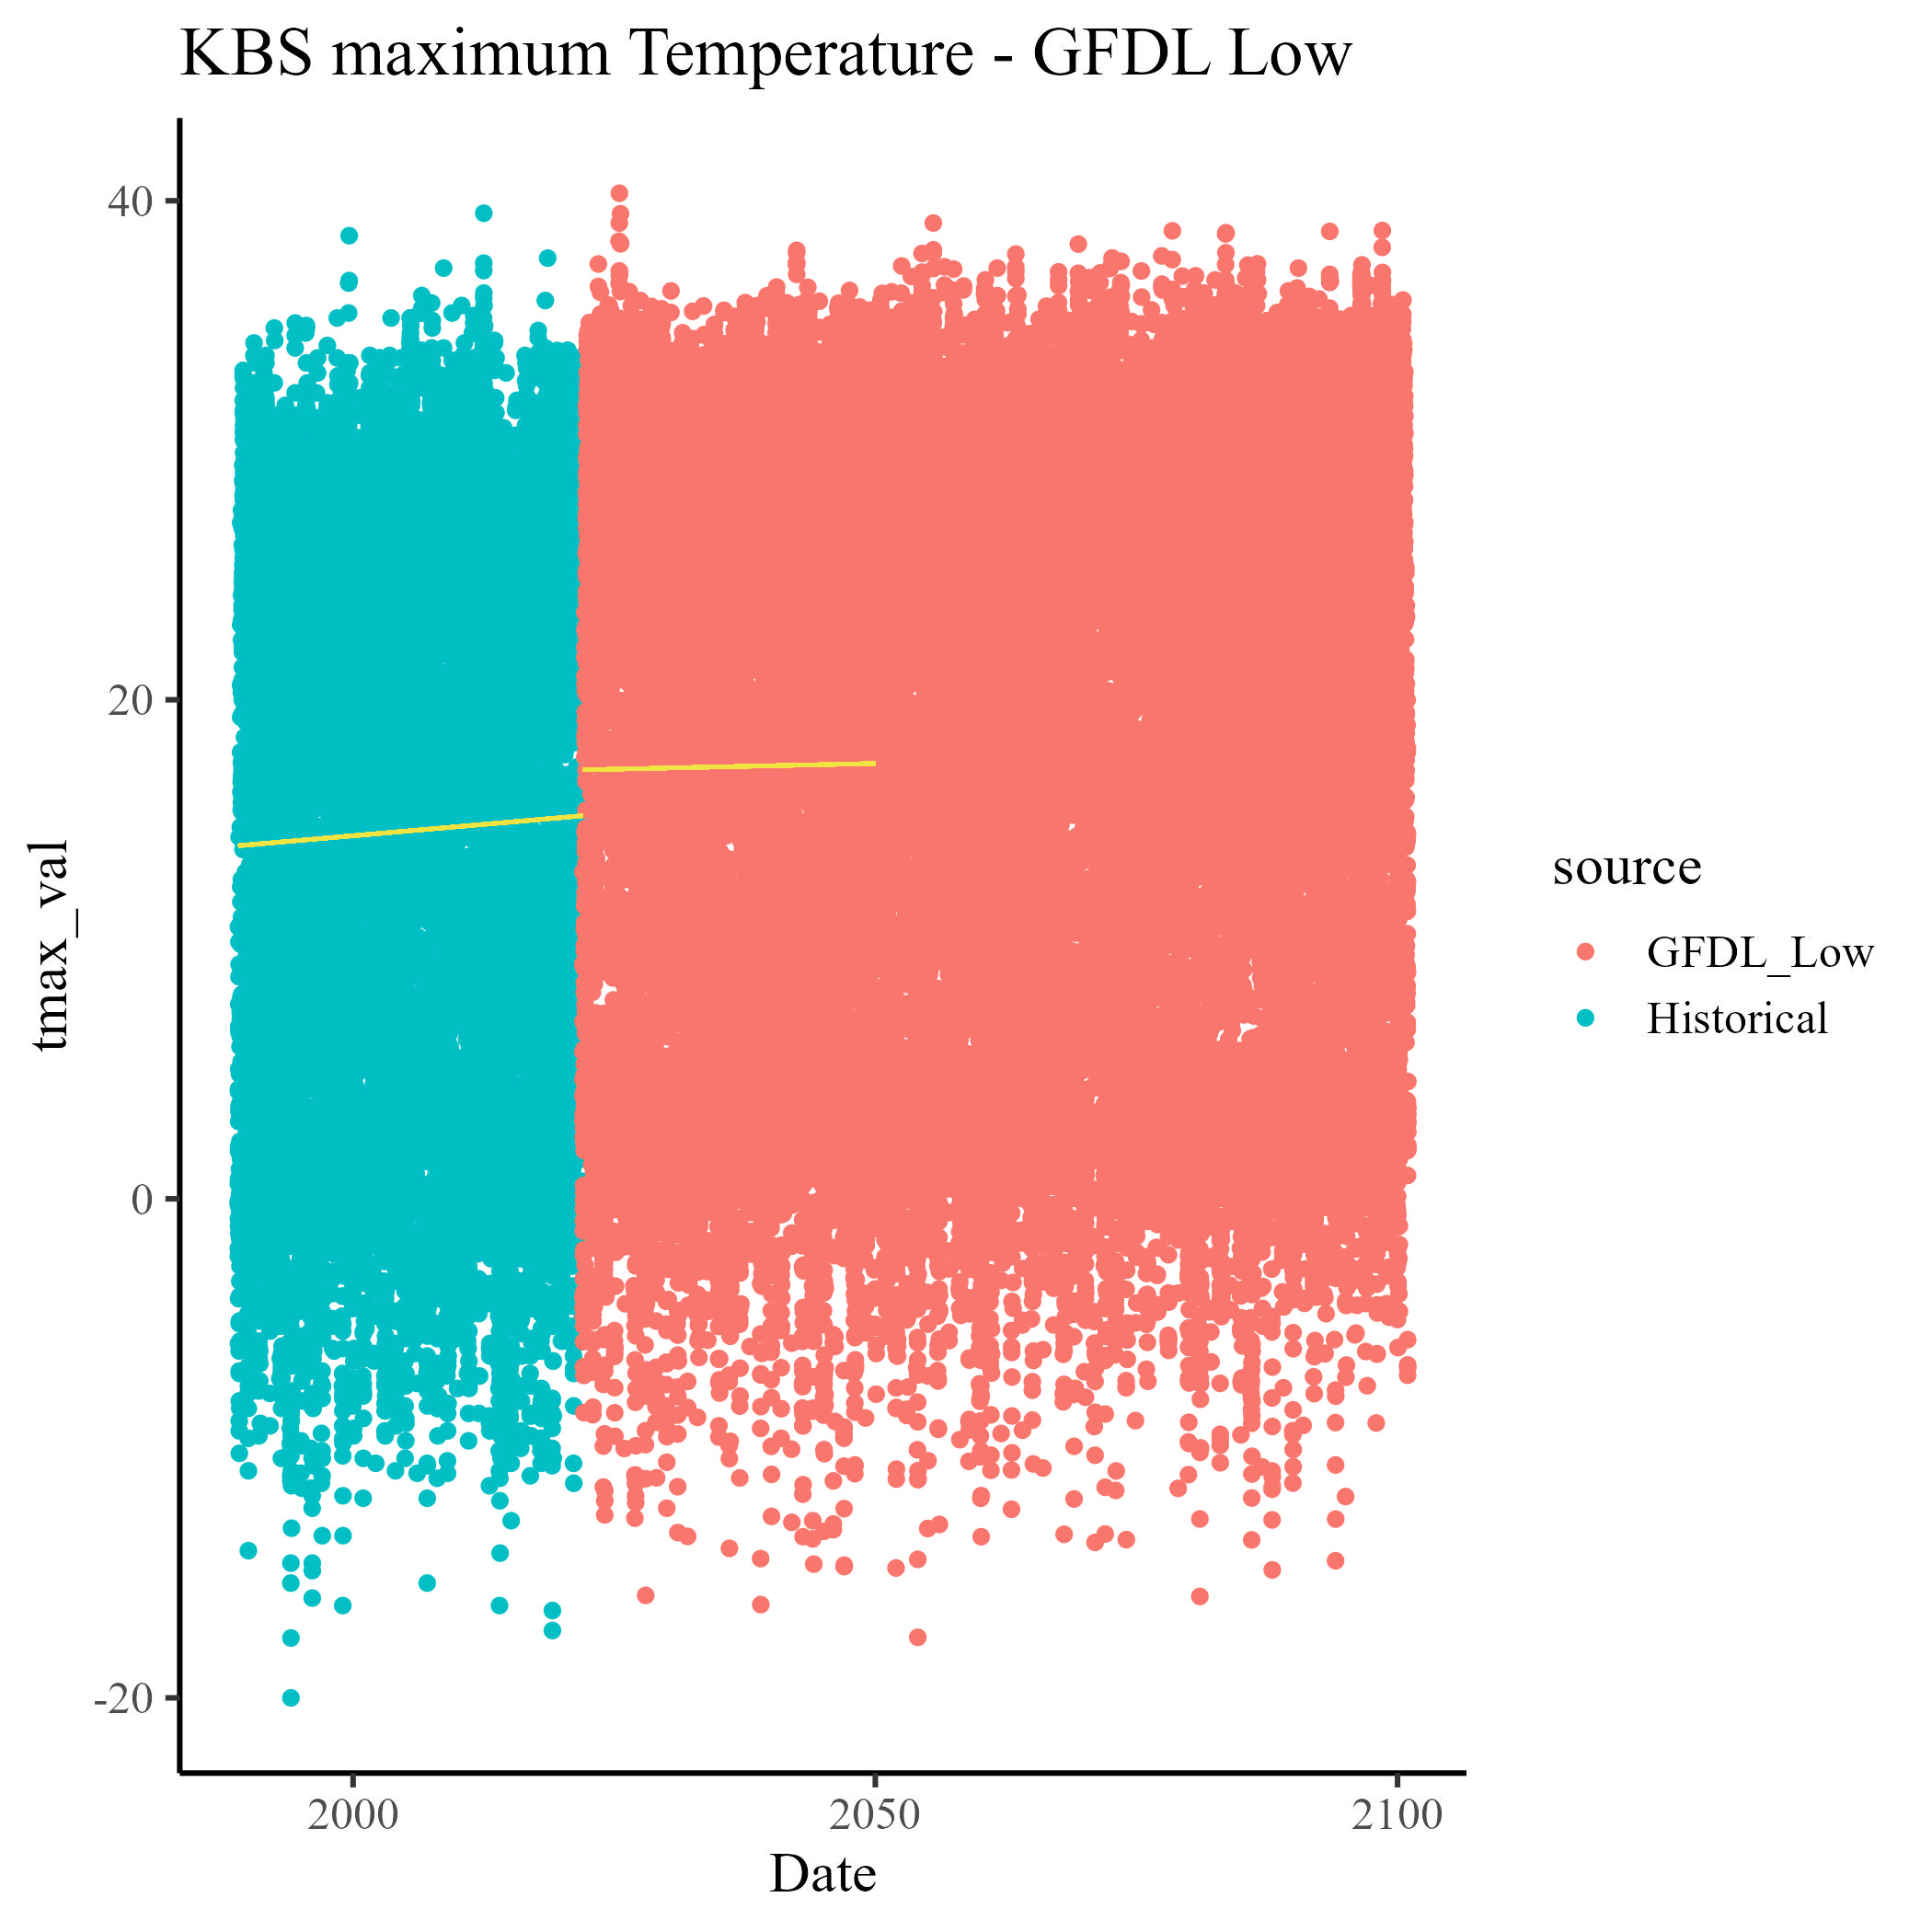 KBS maximum Temperature - GFDL Low
40
20
0
-20
tmax_val
2000 2050 2100
Date
source
GFDL_Low
Historical